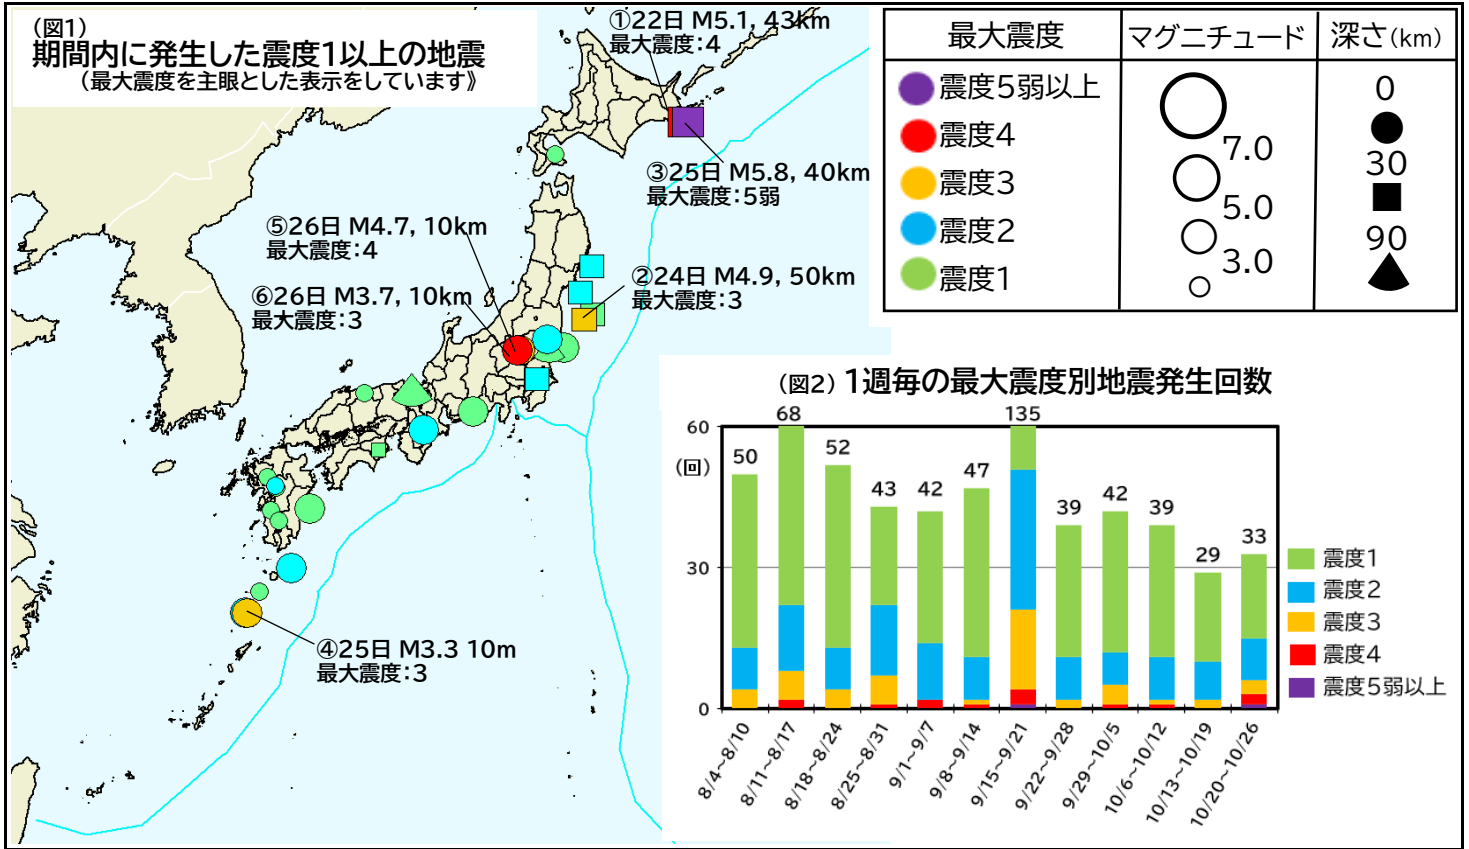 (図1)
期間内に発生した震度1以上の地震
(最大震度を主眼とした表示をしています》
①22日 M5.1, 43km
最大震度:4
③25日 M5.8, 40km
最大震度:5弱
⑤26日 M4.7, 10km
最大震度:4
⑥26日 M3.7, 10km
最大震度:3
②24日 M4.9, 50km
最大震度:3
④25日 M3.3 10m
最大震度:3
最大震度
震度5弱以上
震度4
震度3
震度2
震度1
マグニチュード
7.0
5.0
3.0
深さ(km)
0
30
90
(図2) 1週毎の最大震度別地震発生回数
60
(回)
30
0
50
68
52
43
42
47
135
39
42
39
29
33
8/4~8/10
8/11~8/17
8/18~8/24
8/25~8/31
9/1~9/7
9/8~9/14
9/15~9/21
9/22~9/28
9/29~10/5
10/6~10/12
10/13~10/19
10/20~10/26
震度1
震度2
震度3
震度4
震度5弱以上